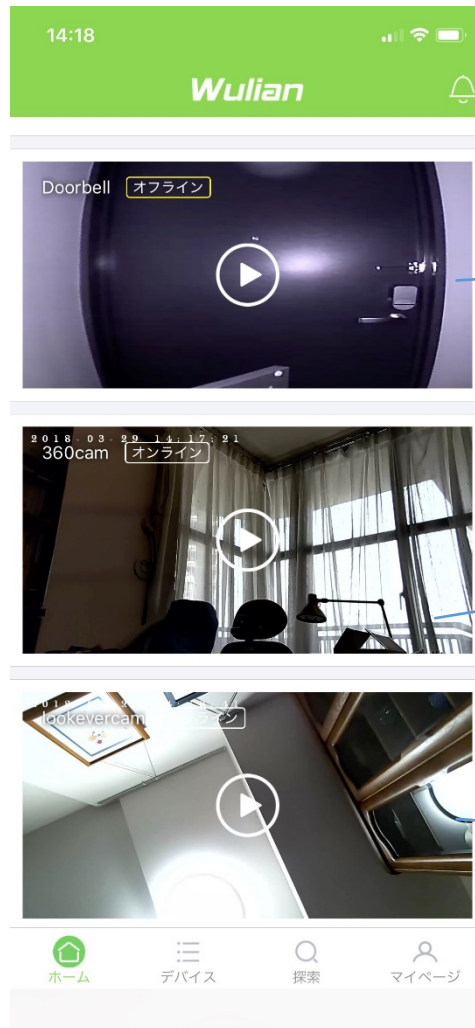 14:18
Wulian
Doorbell オフライン
2018-03-29 14:17:21
360cam オンライン
lookevercam
ホーム デバイス 探索 マイページ